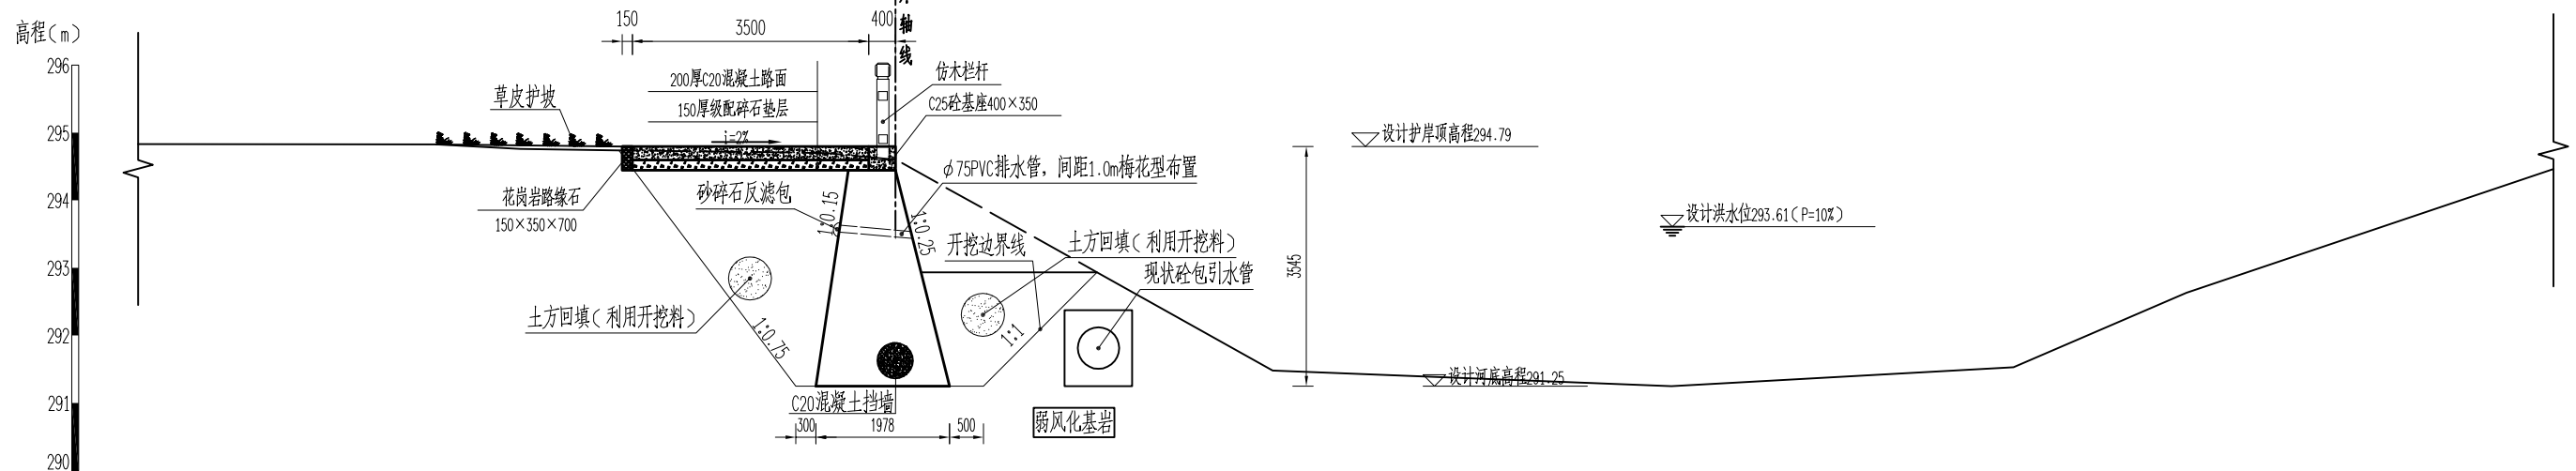 高程(m)
296
295
294
293
292
291
290
150
3500
400
轴
线
200厚C20混凝土路面
150厚级配碎石垫层
i=2%
草皮护坡
仿木栏杆
C25砼基座400×350
花岗岩路缘石
150×350×700
砂碎石反滤包
1:0.15
φ75PVC排水管，间距1.0m梅花型布置
1:0.25
开挖边界线
土方回填(利用开挖料)
现状砼包引水管
土方回填(利用开挖料)
1:0.75
1:1
C20混凝土挡墙
300
1978
500
弱风化基岩
3545
设计护岸顶高程294.79
设计洪水位293.61(P=10%)
设计河底高程291.25